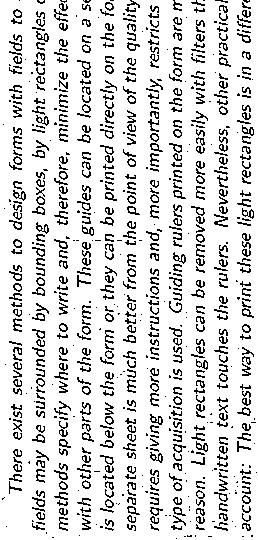 There exist several methods to design forms with fields to
fields may be surrounded by bounding boxes, by light rectangles
methods specify where to write and, therefore, minimize the
with other parts of the form. These guides can be located on a
is located below the form or they can be printed directly on the
separate sheet is much better from the point of view of the quality
requires giving more instructions and, more importantly, restricts
type of acquisition is used. Guiding rulers printed on the form are
reason. Light rectangles can be removed more easily with filters
handwritten text touches the rulers. Nevertheless, other
account: The best way to print these light rectangles is in a